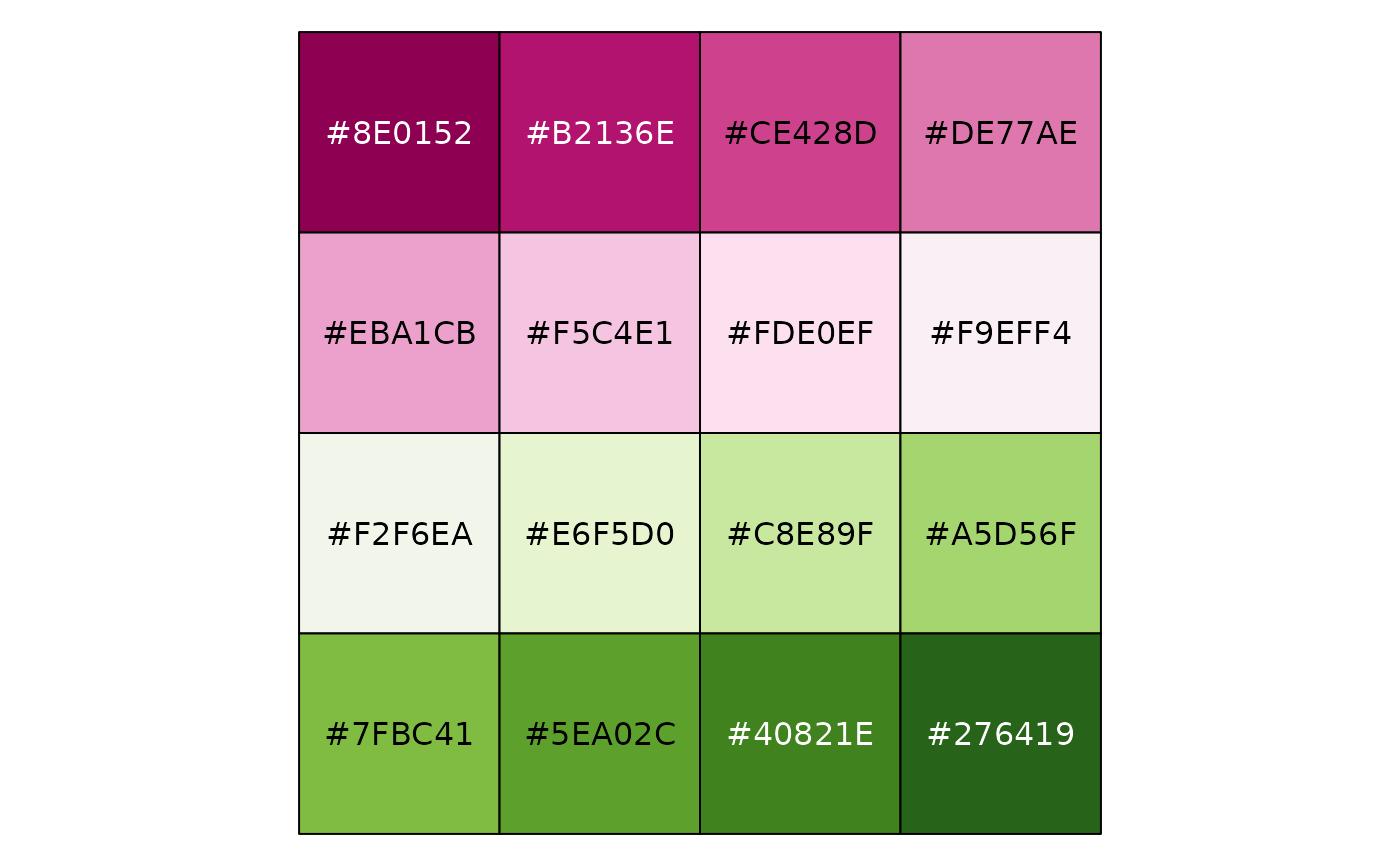 #8E0152 #B2136E #CE428D #DE77AE
#EBA1CB #F5C4E1 #FDE0EF #F9EFF4
#F2F6EA #E6F5D0 #C8E89F #A5D56F
#7FBC41 #5EA02C #40821E #276419